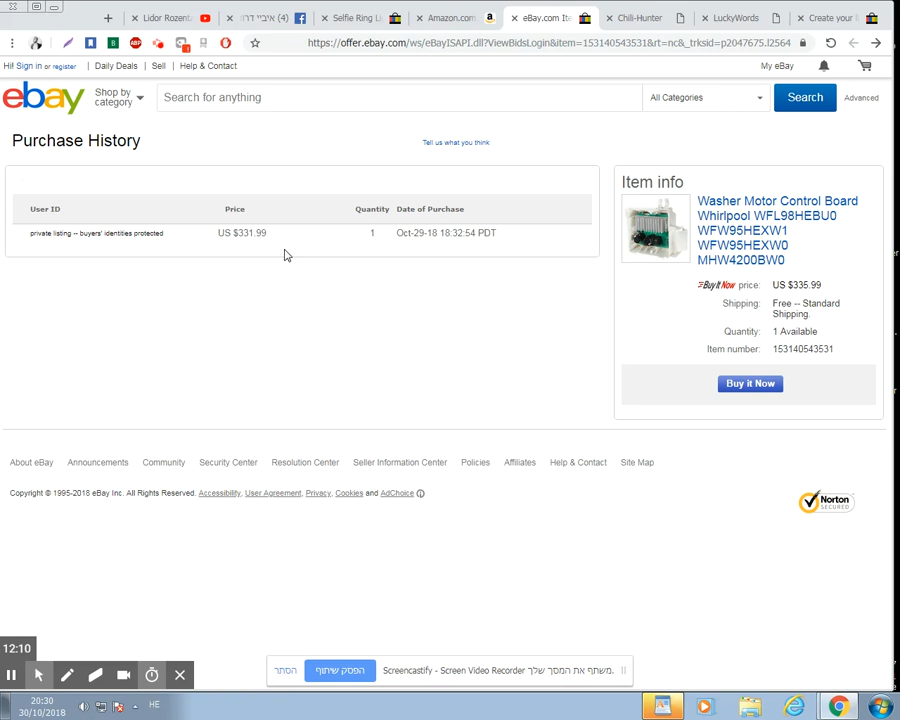 Lidor Rozent
(4) איביי דרו
Selfie Ring Li
Amazon.com
eBay.com Ite
Chili-Hunter
LuckyWords
Create your l
https://offer.ebay.com/ws/eBayISAPI.dll?ViewBidsLogin&item=153140543531&rt=nc&_trksid=p2047675.l2564
Hi! Sign in or register
Daily Deals
Sell
Help & Contact
My eBay
ebay
Shop by
category
Search for anything
All Categories
Search
Advanced
Purchase History
Tell us what you think
User ID Price Quantity Date of Purchase
private listing -- buyers' identities protected US $331.99 1 Oct-29-18 18:32:54 PDT
Item info
Washer Motor Control Board
Whirlpool WFL98HEBU0
WFW95HEXW1
WFW95HEXW0
MHW4200BW0
Buy It Now price: US $335.99
Shipping: Free -- Standard
Shipping.
Quantity: 1 Available
Item number: 153140543531
Buy it Now
About eBay Announcements Community Security Center Resolution Center Seller Information Center Policies Affiliates Help & Contact Site Map
Copyright © 1995-2018 eBay Inc. All Rights Reserved. Accessibility, User Agreement, Privacy, Cookies and AdChoice
Norton
SECURED
12:10
הסתר
הפסק שיתוף
Screencastify - Screen Video Recorder משתף את המסך שלך.
20:30
30/10/2018
HE